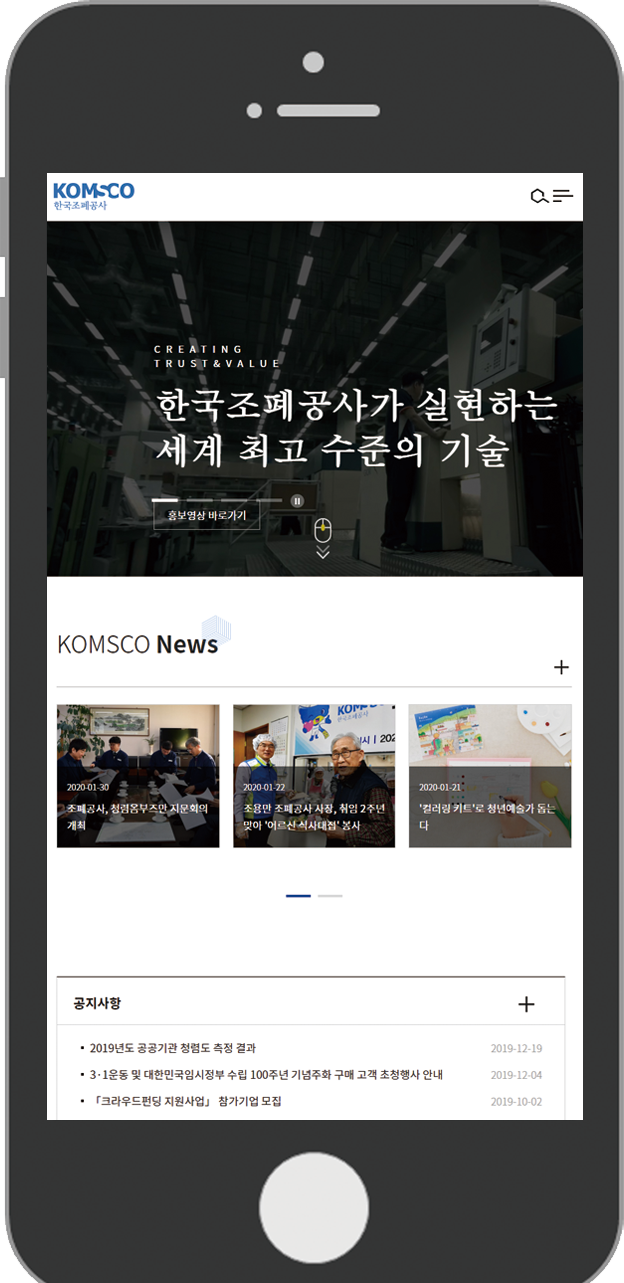 KOMSCO
한국조폐공사
CREATING
TRUST&VALUE
한국조폐공사가 실현하는
세계 최고 수준의 기술
홍보영상 바로가기
KOMSCO News
2020-01-30
조폐공사, 청렴옴부즈만 자문회의
개최
KOMSCO
한국조폐공사
2020-01-22
조용만 조폐공사 사장, 취임 2주년
맞아 '어르신 식사대접' 봉사
2020-01-21
'컬러링 키트'로 청년예술가 돕는
다
공지사항
2019년도 공공기관 청렴도 측정 결과
2019-12-19
3·1운동 및 대한민국임시정부 수립 100주년 기념주화 구매 고객 초청행사 안내
2019-12-04
「크라우드펀딩 지원사업」 참가기업 모집
2019-10-02